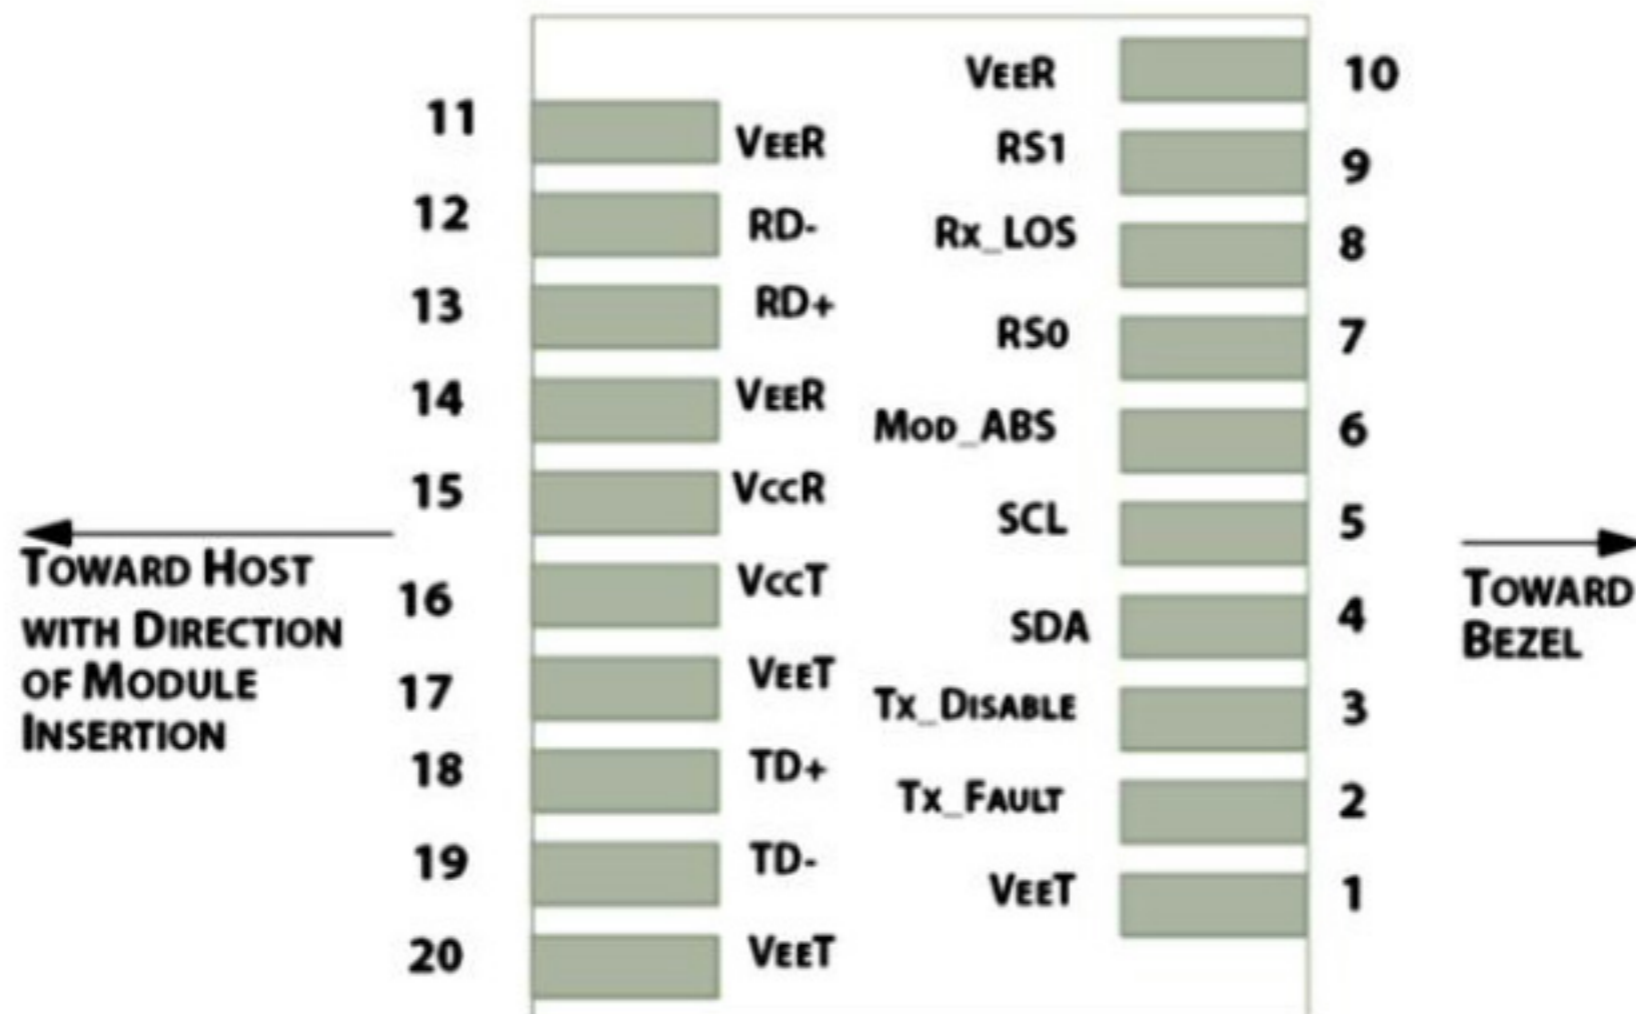 VEER 10
11 VEER
RS1 9
12 RD-
Rx_LOS 8
13 RD+
RS0 7
14 VEER
MOD_ABS 6
15 VCCR
SCL 5
TOWARD HOST
WITH DIRECTION
OF MODULE
INSERTION
16 VCCT
SDA 4
TOWARD
BEZEL
17 VEET
TX_DISABLE 3
18 TD+
TX_FAULT 2
19 TD-
VEET 1
20 VEET